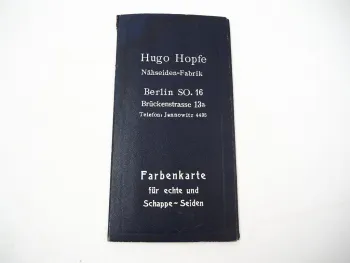 Hugo Hopfe
Nähseiden=Fabrik
Berlin SO. 16
Brückenstrasse 13a
Telefon: Jannowitz 4495
Farbenkarte
für echte und
Schappe = Seiden